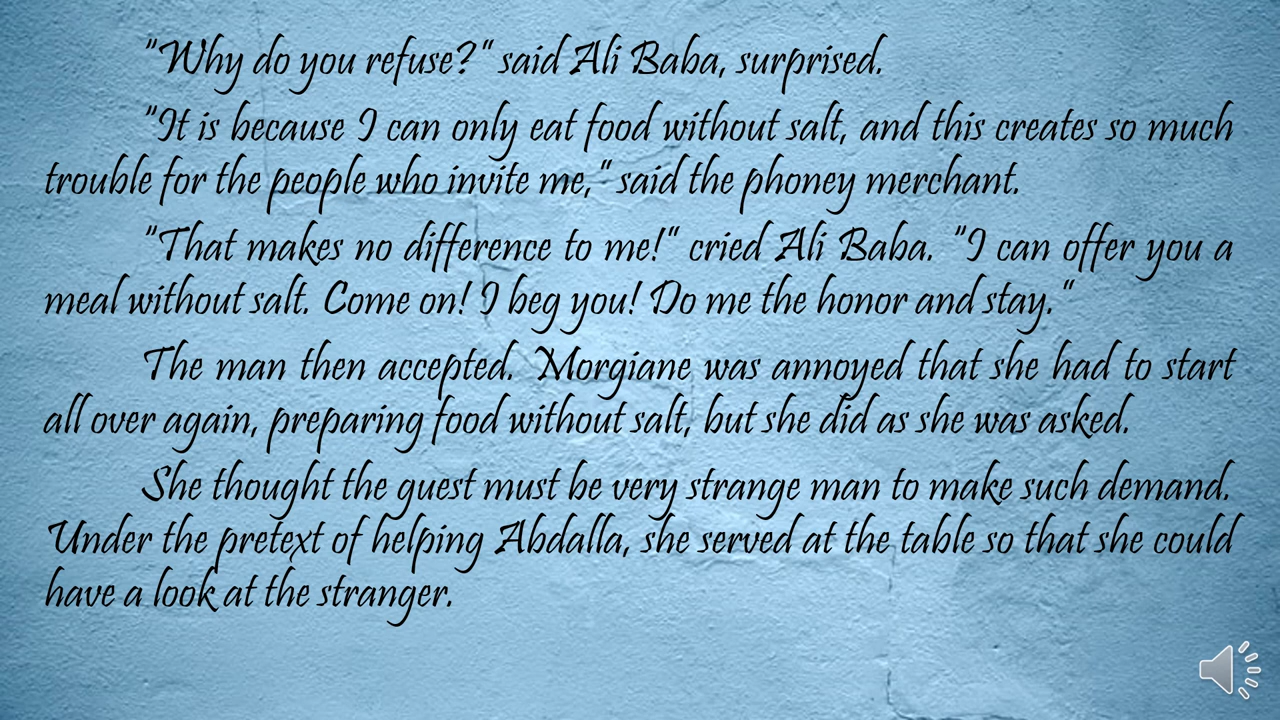 "Why do you refuse?" said Ali Baba, surprised.
"It is because I can only eat food without salt, and this creates so much
trouble for the people who invite me," said the phoney merchant.
"That makes no difference to me!" cried Ali Baba. "I can offer you a
meal without salt. Come on! I beg you! Do me the honor and stay."
The man then accepted. Morgiane was annoyed that she had to start
all over again, preparing food without salt, but she did as she was asked.
She thought the guest must be very strange man to make such demand.
Under the pretext of helping Abdalla, she served at the table so that she could
have a look at the stranger.